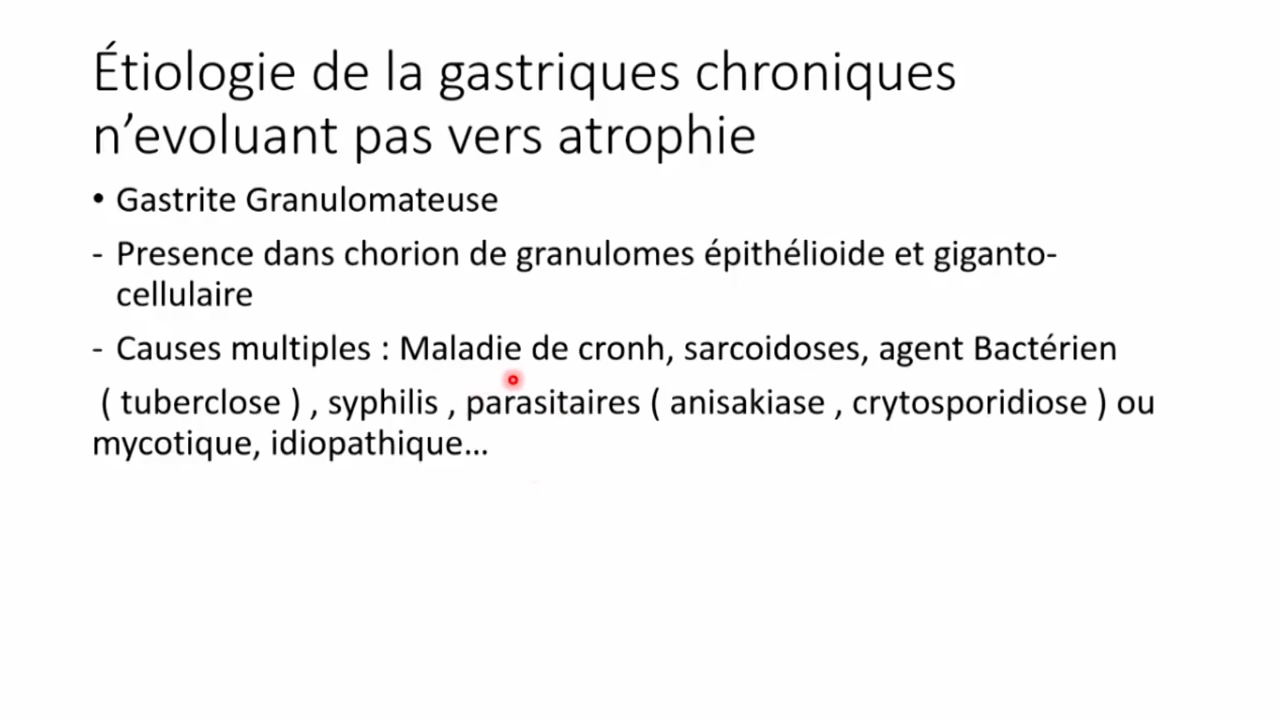 Étiologie de la gastriques chroniques
n’evoluant pas vers atrophie
• Gastrite Granulomateuse
- Presence dans chorion de granulomes épithélioide et giganto-
cellulaire
- Causes multiples : Maladie de cronh, sarcoidoses, agent Bactérien
( tuberclose ) , syphilis , parasitaires ( anisakiase , crytosporidiose ) ou
mycotique, idiopathique...